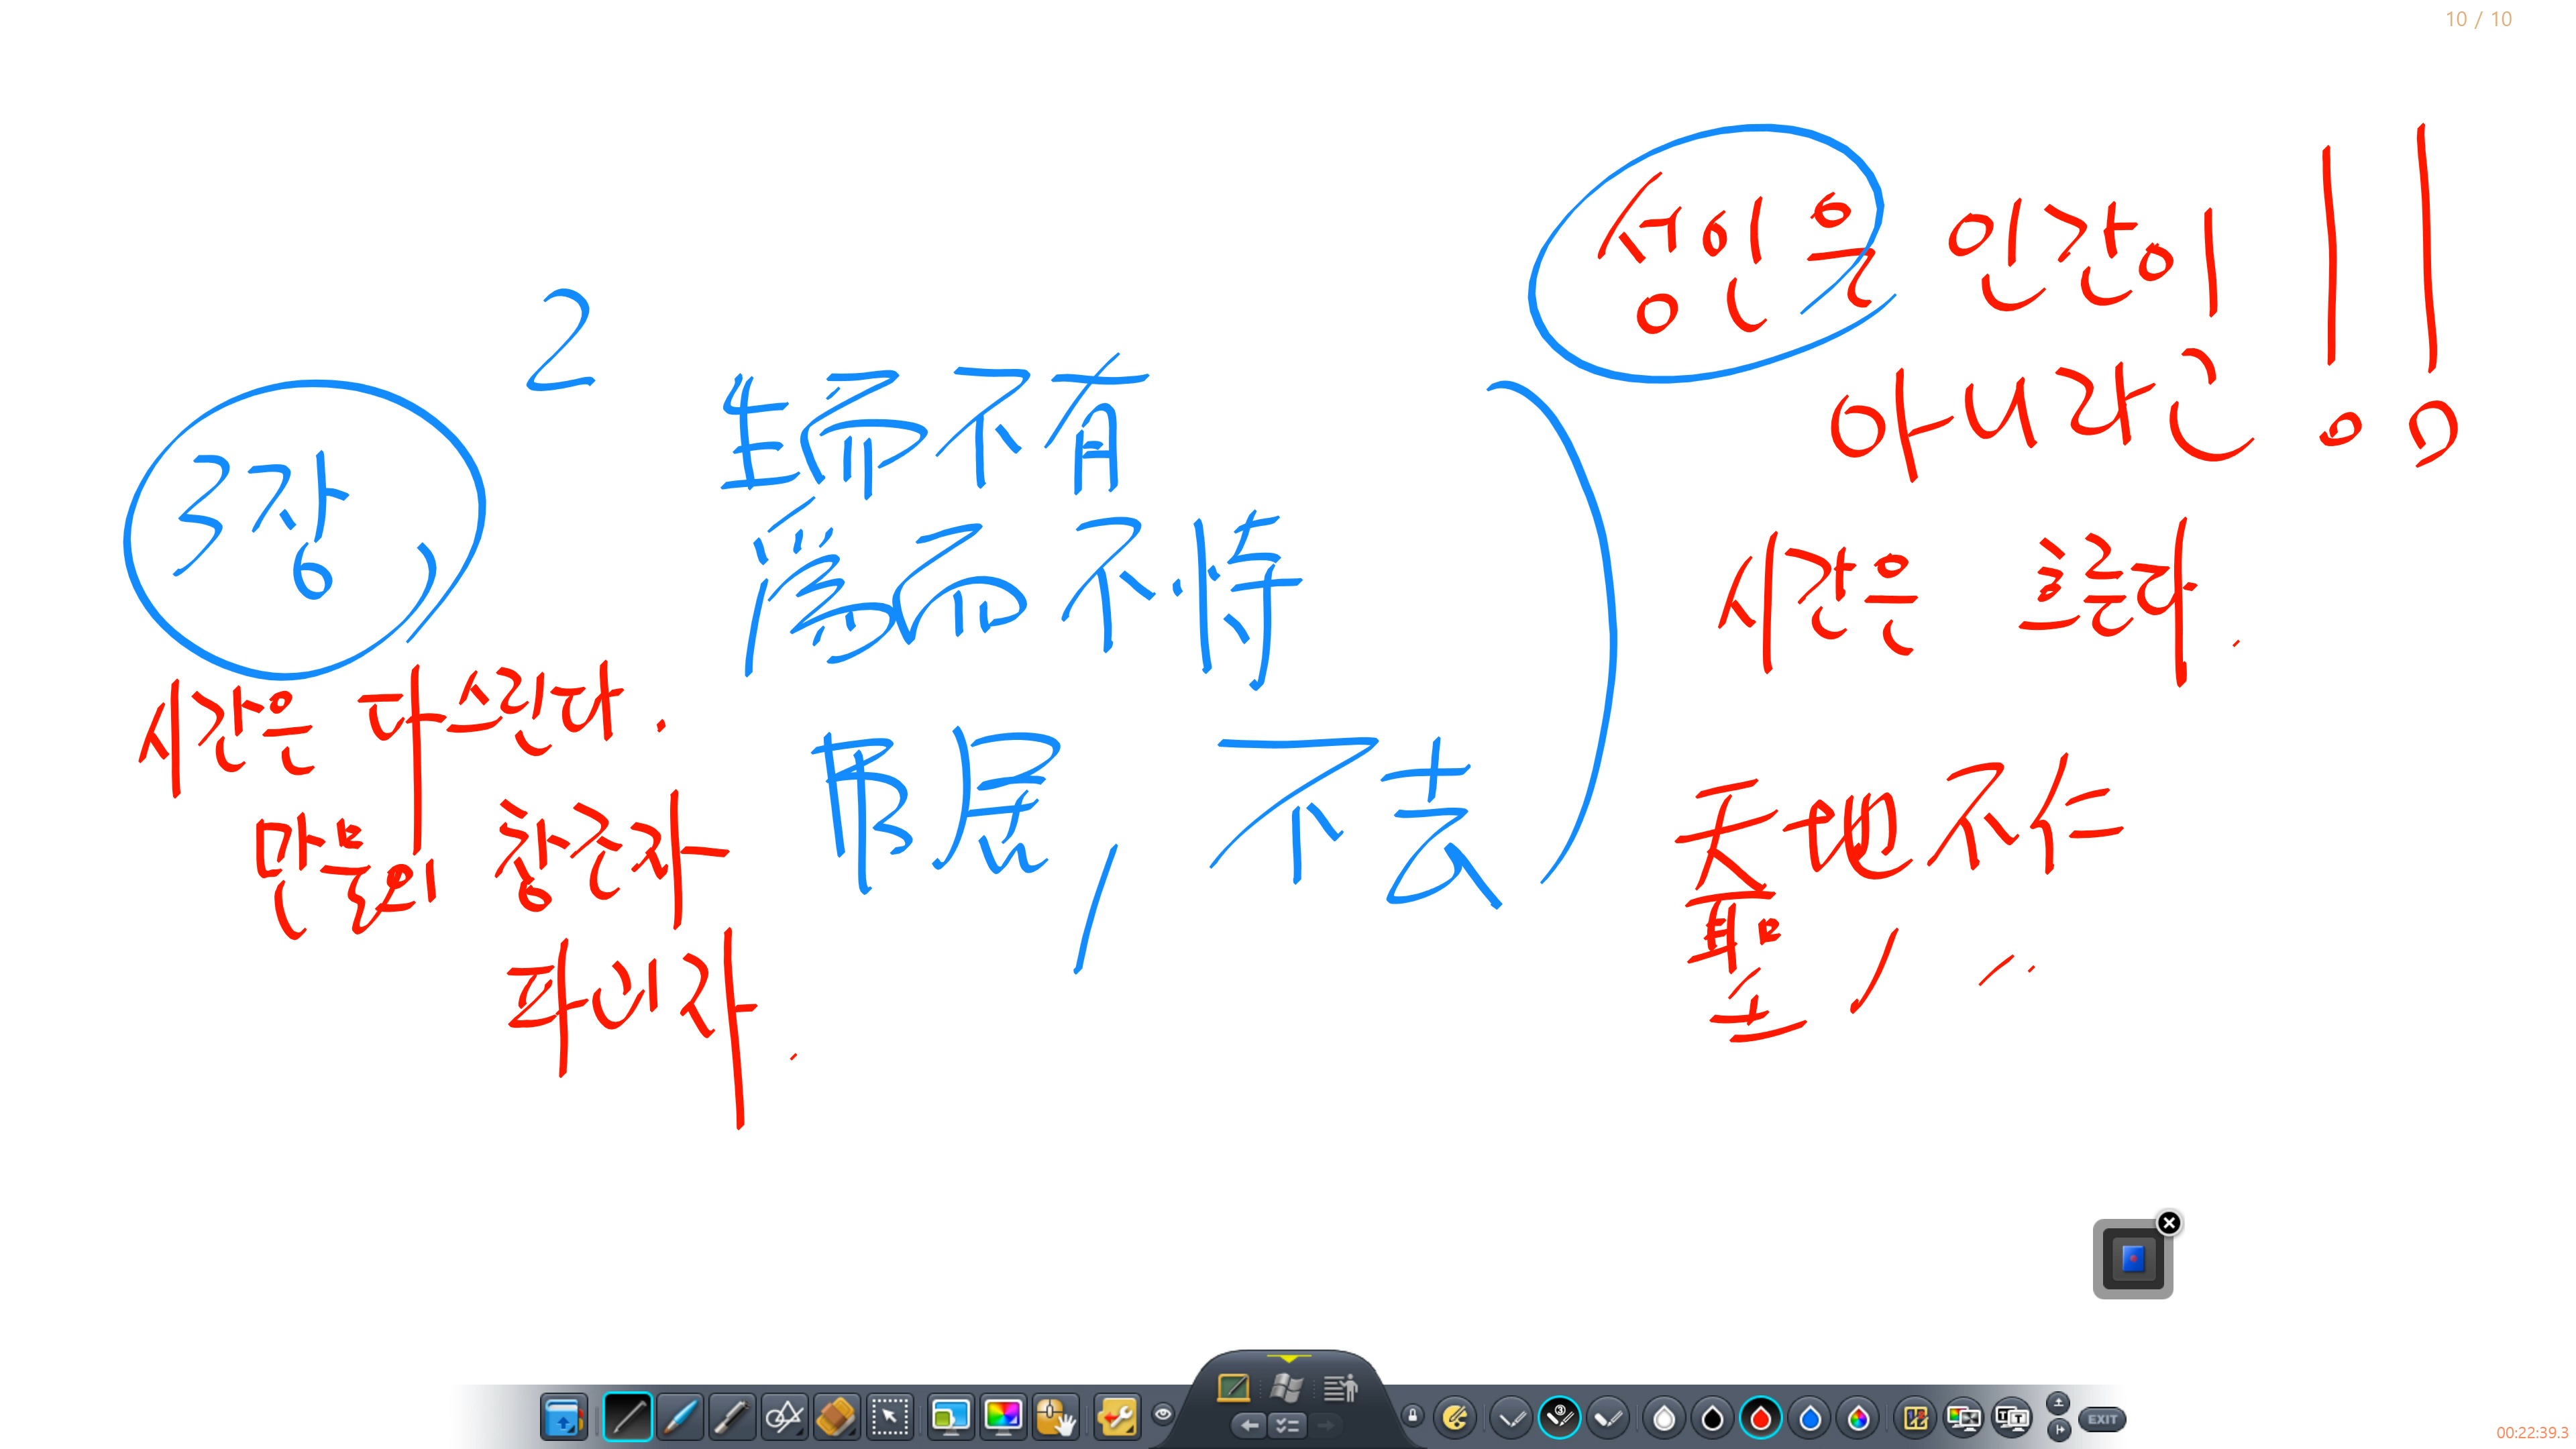 10 / 10
성인은 인간이
아니라고!!
2
生而不有
3장,
爲而不恃
시간은 흐른다.
시간은 다스린다.
不去
天地不仁
만물의 창조자
聖
파괴자.
EXIT
00:22:39.3